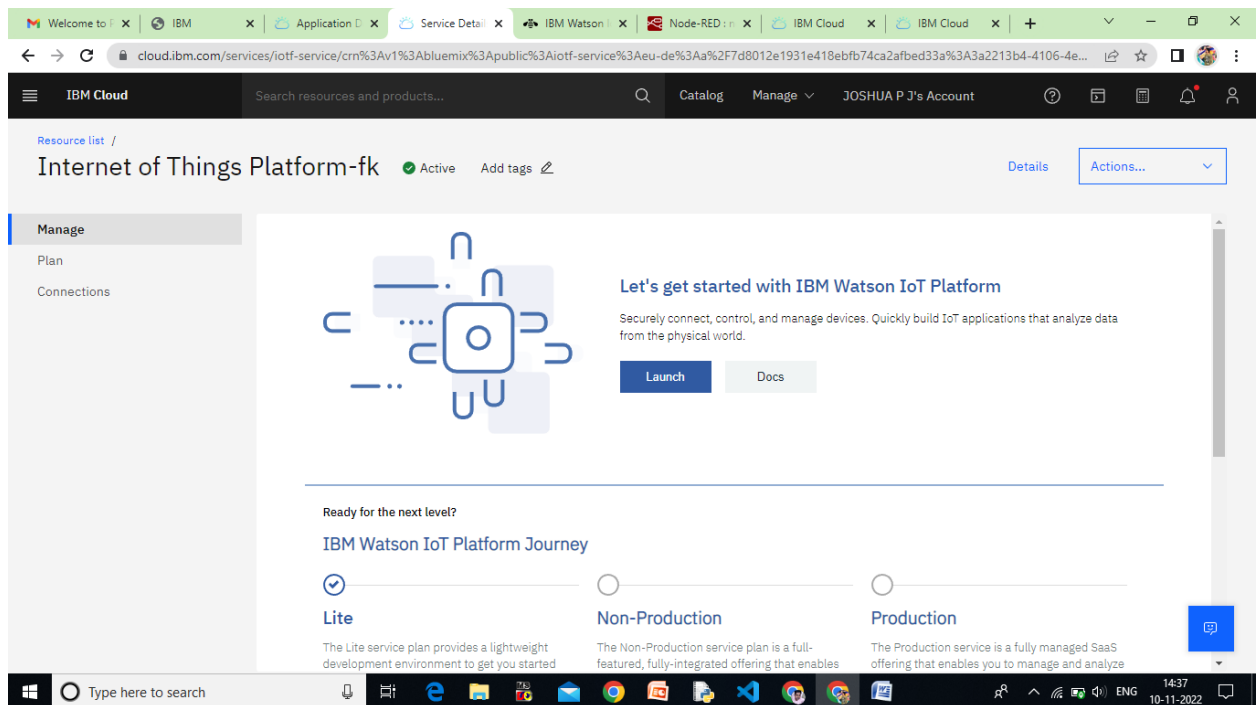 Welcome to F
IBM
Application D
Service Detail
IBM Watson I
Node-RED : n
IBM Cloud
IBM Cloud
cloud.ibm.com/services/iotf-service/crn%3Av1%3Abluemix%3Apublic%3Aiotf-service%3Aeu-de%3Aa%2F7d8012e1931e418ebfb74ca2afbed33a%3A3a2213b4-4106-4e...
IBM Cloud
Search resources and products...
Catalog
Manage
JOSHUA P J's Account
Resource list /
Internet of Things Platform-fk
Active
Add tags
Details
Actions...
Manage
Plan
Connections
Let's get started with IBM Watson IoT Platform
Securely connect, control, and manage devices. Quickly build IoT applications that analyze data
from the physical world.
Launch
Docs
Ready for the next level?
IBM Watson IoT Platform Journey
Lite
Non-Production
Production
The Lite service plan provides a lightweight
development environment to get you started
The Non-Production service plan is a full-
featured, fully-integrated offering that enables
The Production service is a fully managed SaaS
offering that enables you to manage and analyze
Type here to search
ENG
14:37
10-11-2022